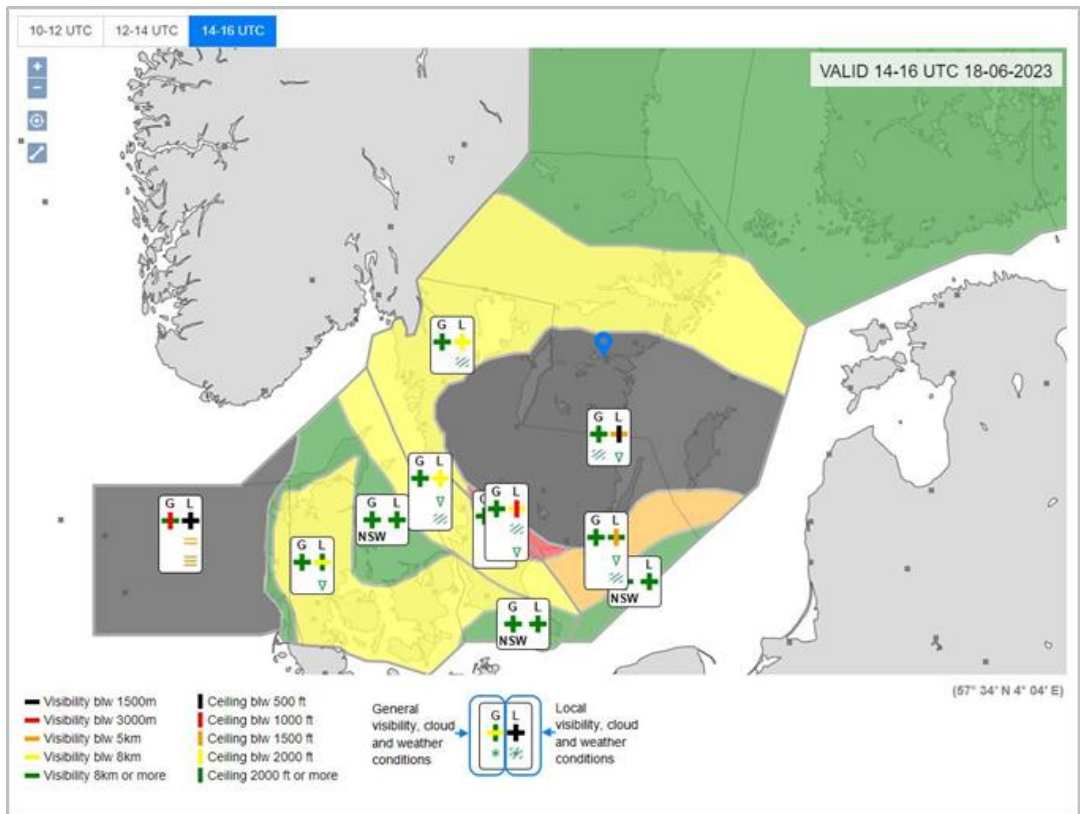 10-12 UTC
12-14 UTC
14-16 UTC
+
−
VALID 14-16 UTC 18-06-2023
G L
G L
G L
G L
G L
NSW
G
G L
G L
G L
L
NSW
G L
NSW
(57° 34' N 4° 04' E)
Visibility blw 1500m
Visibility blw 3000m
Visibility blw 5km
Visibility blw 8km
Visibility 8km or more
Ceiling blw 500 ft
Ceiling blw 1000 ft
Ceiling blw 1500 ft
Ceiling blw 2000 ft
Ceiling 2000 ft or more
General
visibility, cloud
and weather
conditions
G L
Local
visibility, cloud
and weather
conditions